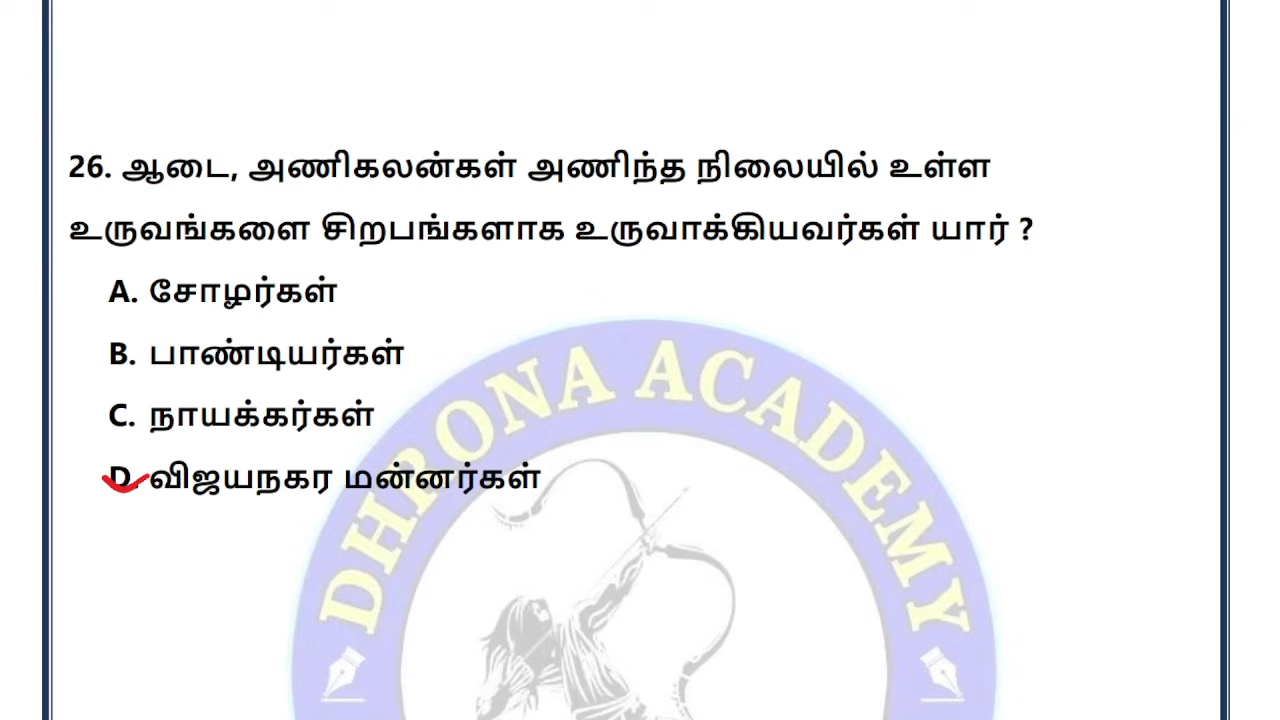 26. ஆடை, அணிகலன்கள் அணிந்த நிலையில் உள்ள
உருவங்களை சிறபங்களாக உருவாக்கியவர்கள் யார் ?
A. சோழர்கள்
B. பாண்டியர்கள்
C. நாயக்கர்கள்
D. விஜயநகர மன்னர்கள்
DHRONA ACADEMY